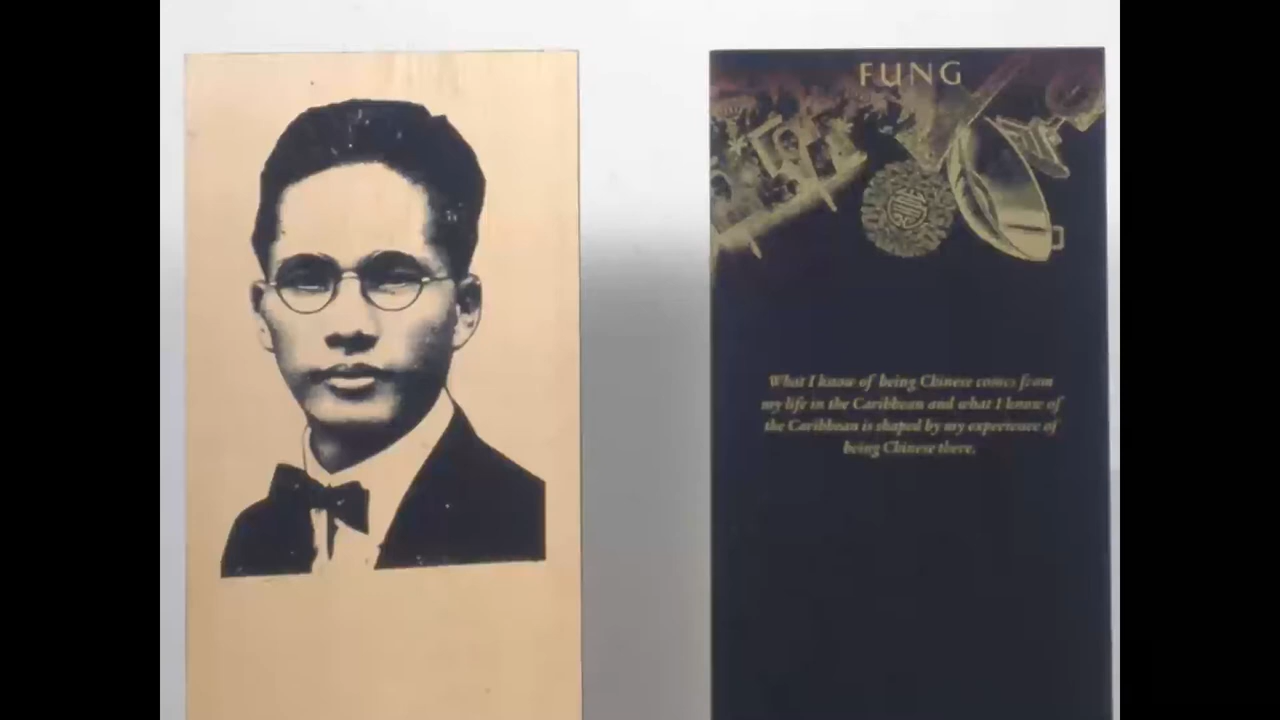 FUNG
What I know of being Chinese comes from
my life in the Caribbean and what I know of
the Caribbean is shaped by my experience of
being Chinese there.